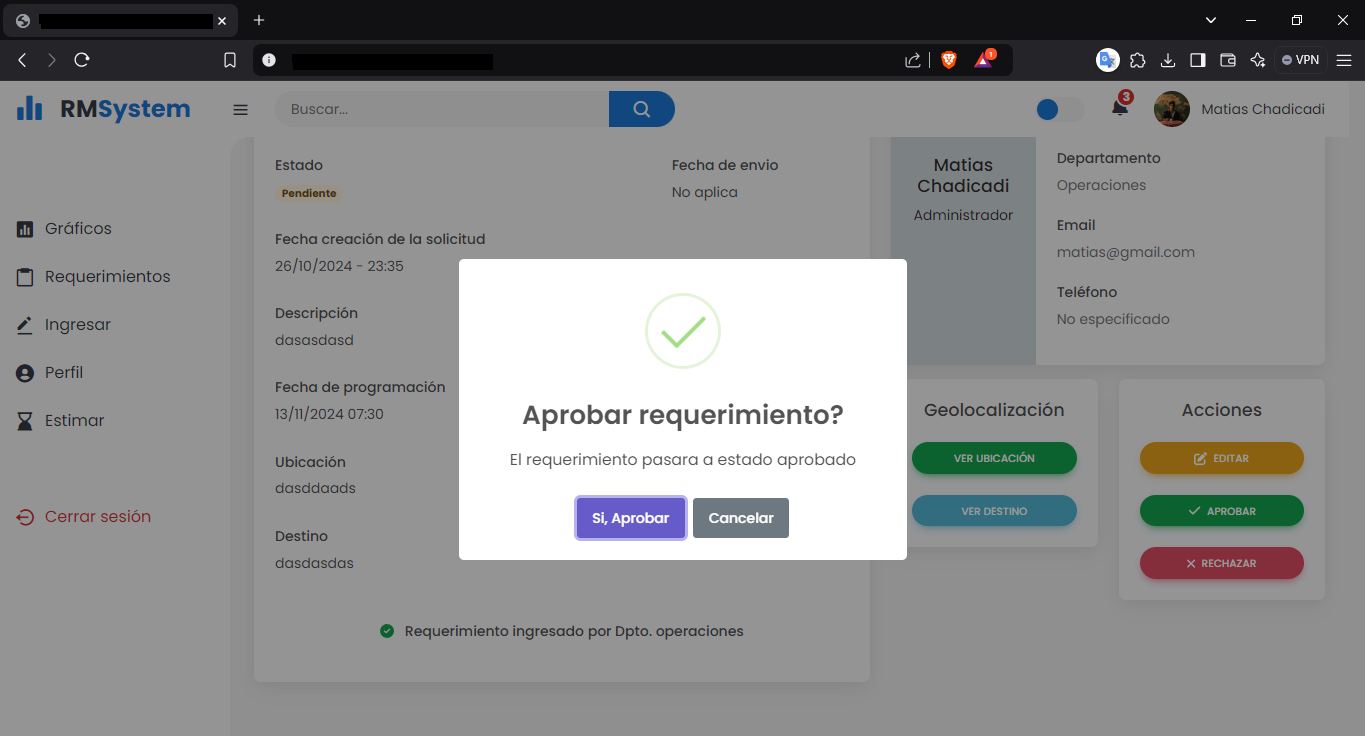 1
VPN
RMSystem
Buscar...
3
Matias Chadicadi
Gráficos
Requerimientos
Ingresar
Perfil
Estimar
Cerrar sesión
Estado
Pendiente
Fecha de envio
No aplica
Fecha creación de la solicitud
26/10/2024 - 23:35
Descripción
dasasdasd
Fecha de programación
13/11/2024 07:30
Ubicación
dasddaads
Destino
dasdasdas
Requerimiento ingresado por Dpto. operaciones
Aprobar requerimiento?
El requerimiento pasara a estado aprobado
Si, Aprobar
Cancelar
Matias
Chadicadi
Administrador
Departamento
Operaciones
Email
matias@gmail.com
Teléfono
No especificado
Geolocalización
VER UBICACIÓN
VER DESTINO
Acciones
EDITAR
APROBAR
RECHAZAR